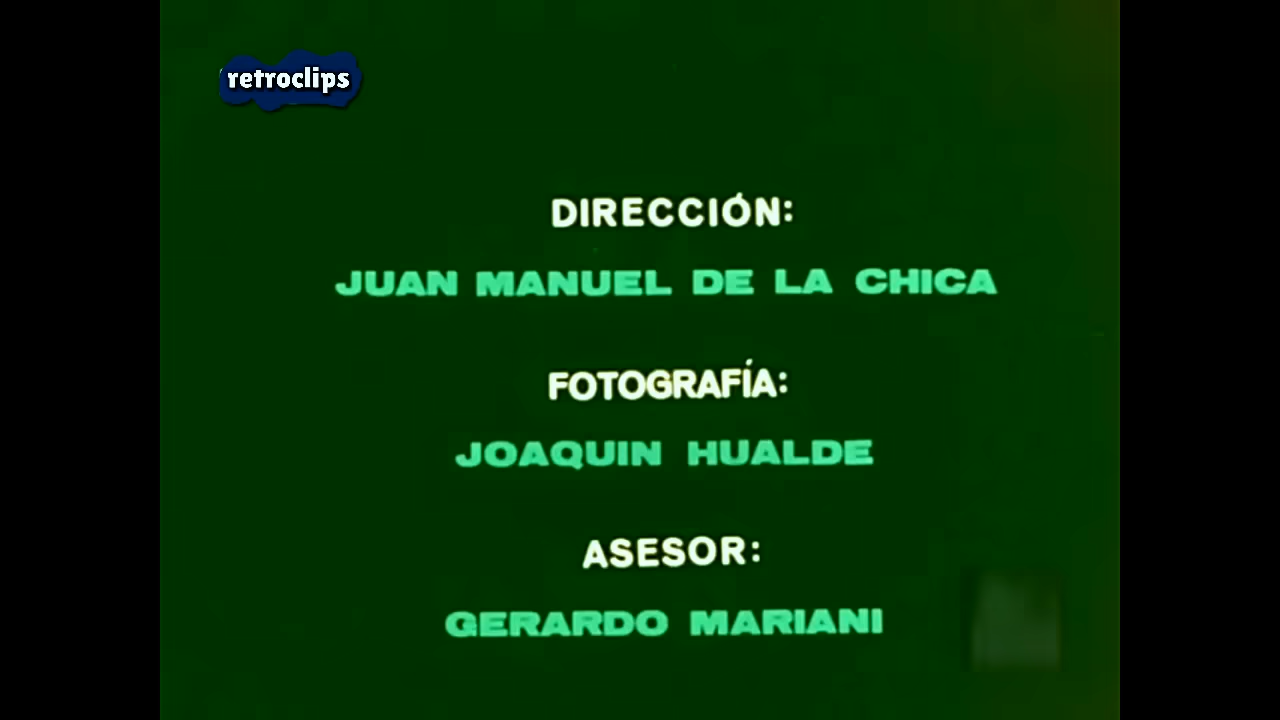 retroclips
DIRECCIÓN:
JUAN MANUEL DE LA CHICA
FOTOGRAFÍA:
JOAQUIN HUALDE
ASESOR:
GERARDO MARIANI